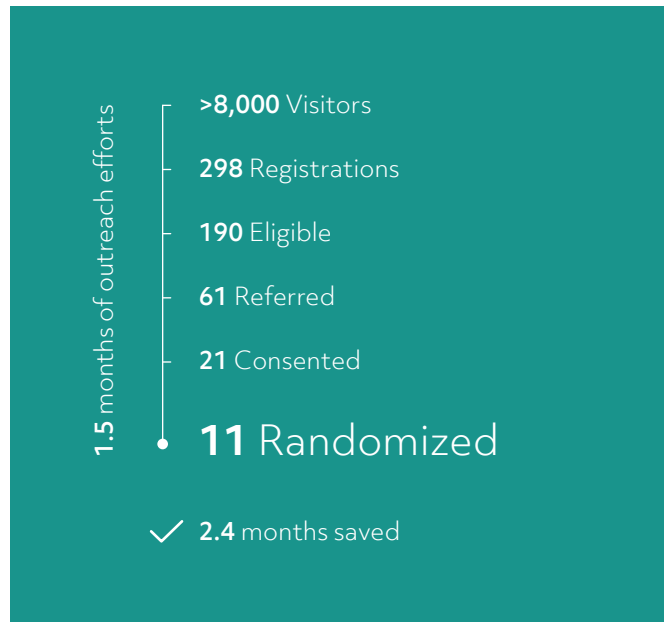 1.5 months of outreach efforts
>8,000 Visitors
298 Registrations
190 Eligible
61 Referred
21 Consented
11 Randomized
2.4 months saved